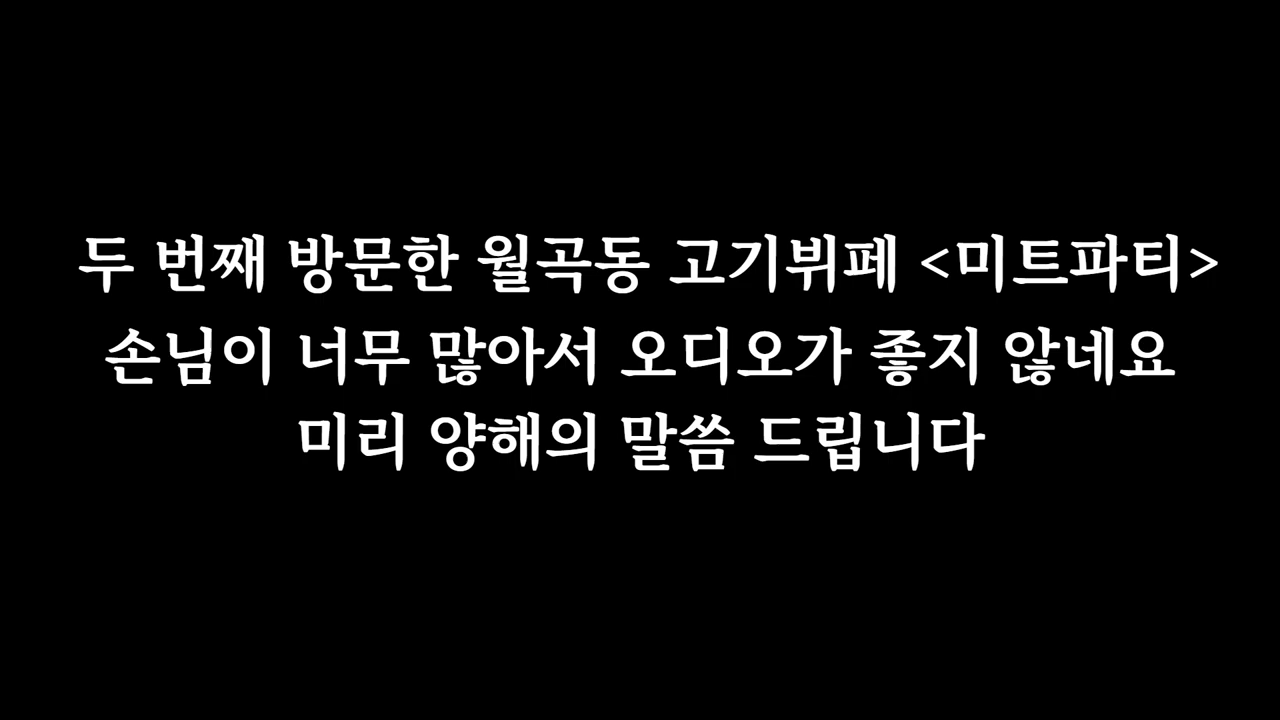 두 번째 방문한 월곡동 고기뷔페 <미트파티>
손님이 너무 많아서 오디오가 좋지 않네요
미리 양해의 말씀 드립니다